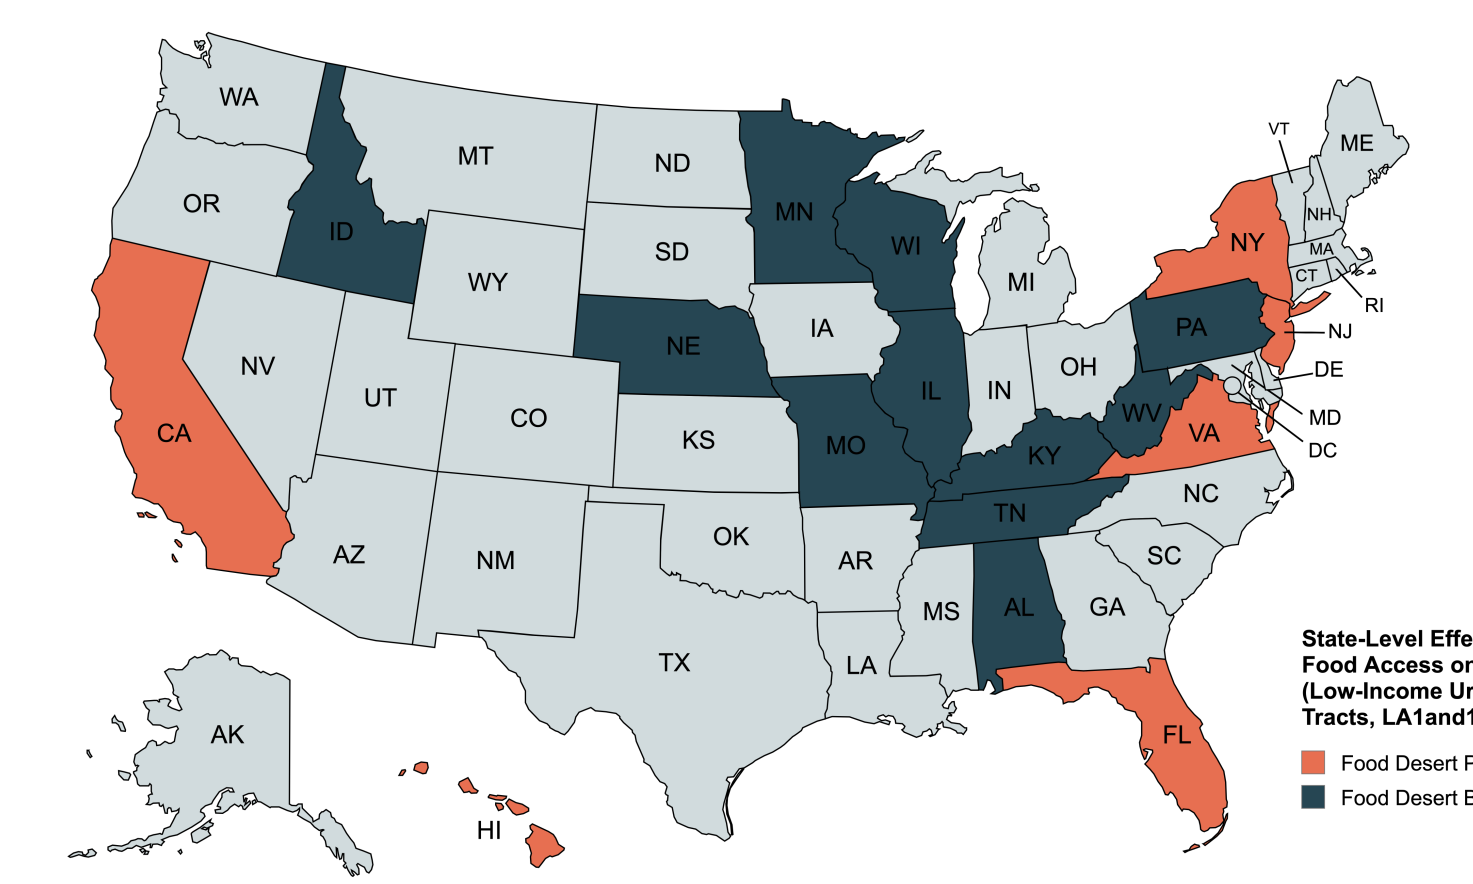 WA
MT
ND
MN
VT
ME
OR
ID
SD
WI
NY
NH
MA
CT
RI
WY
MI
NV
NE
IA
PA
NJ
UT
CO
IL
IN
OH
DE
MD
DC
CA
KS
MO
KY
WV
VA
AZ
NM
OK
AR
TN
NC
SC
MS
AL
GA
TX
LA
FL
AK
HI
State-Level Effe
Food Access on
(Low-Income Ur
Tracts, LA1and1
Food Desert P
Food Desert E